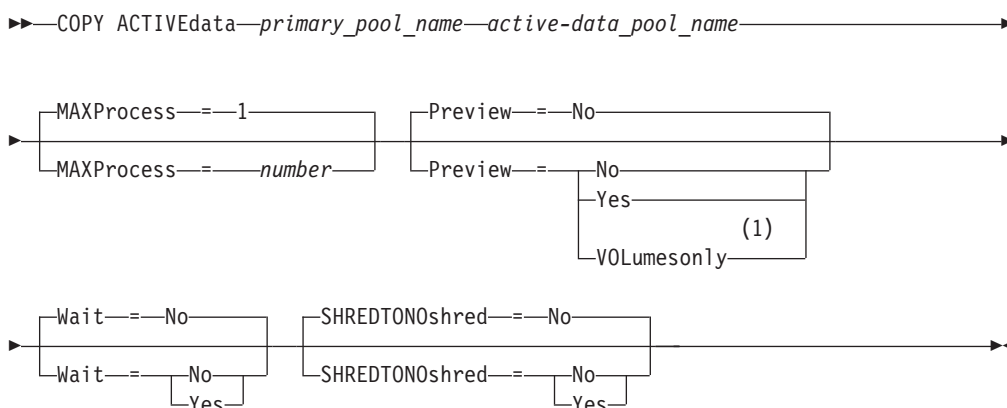 COPY ACTIVEdata primary_pool_name active-data_pool_name
MAXProcess = 1 Preview = No
MAXProcess = number Preview = No
Yes
(1)
VOLumesonly
Wait = No SHREDTONOshred = No
Wait = No SHREDTONOshred = No
Yes Yes